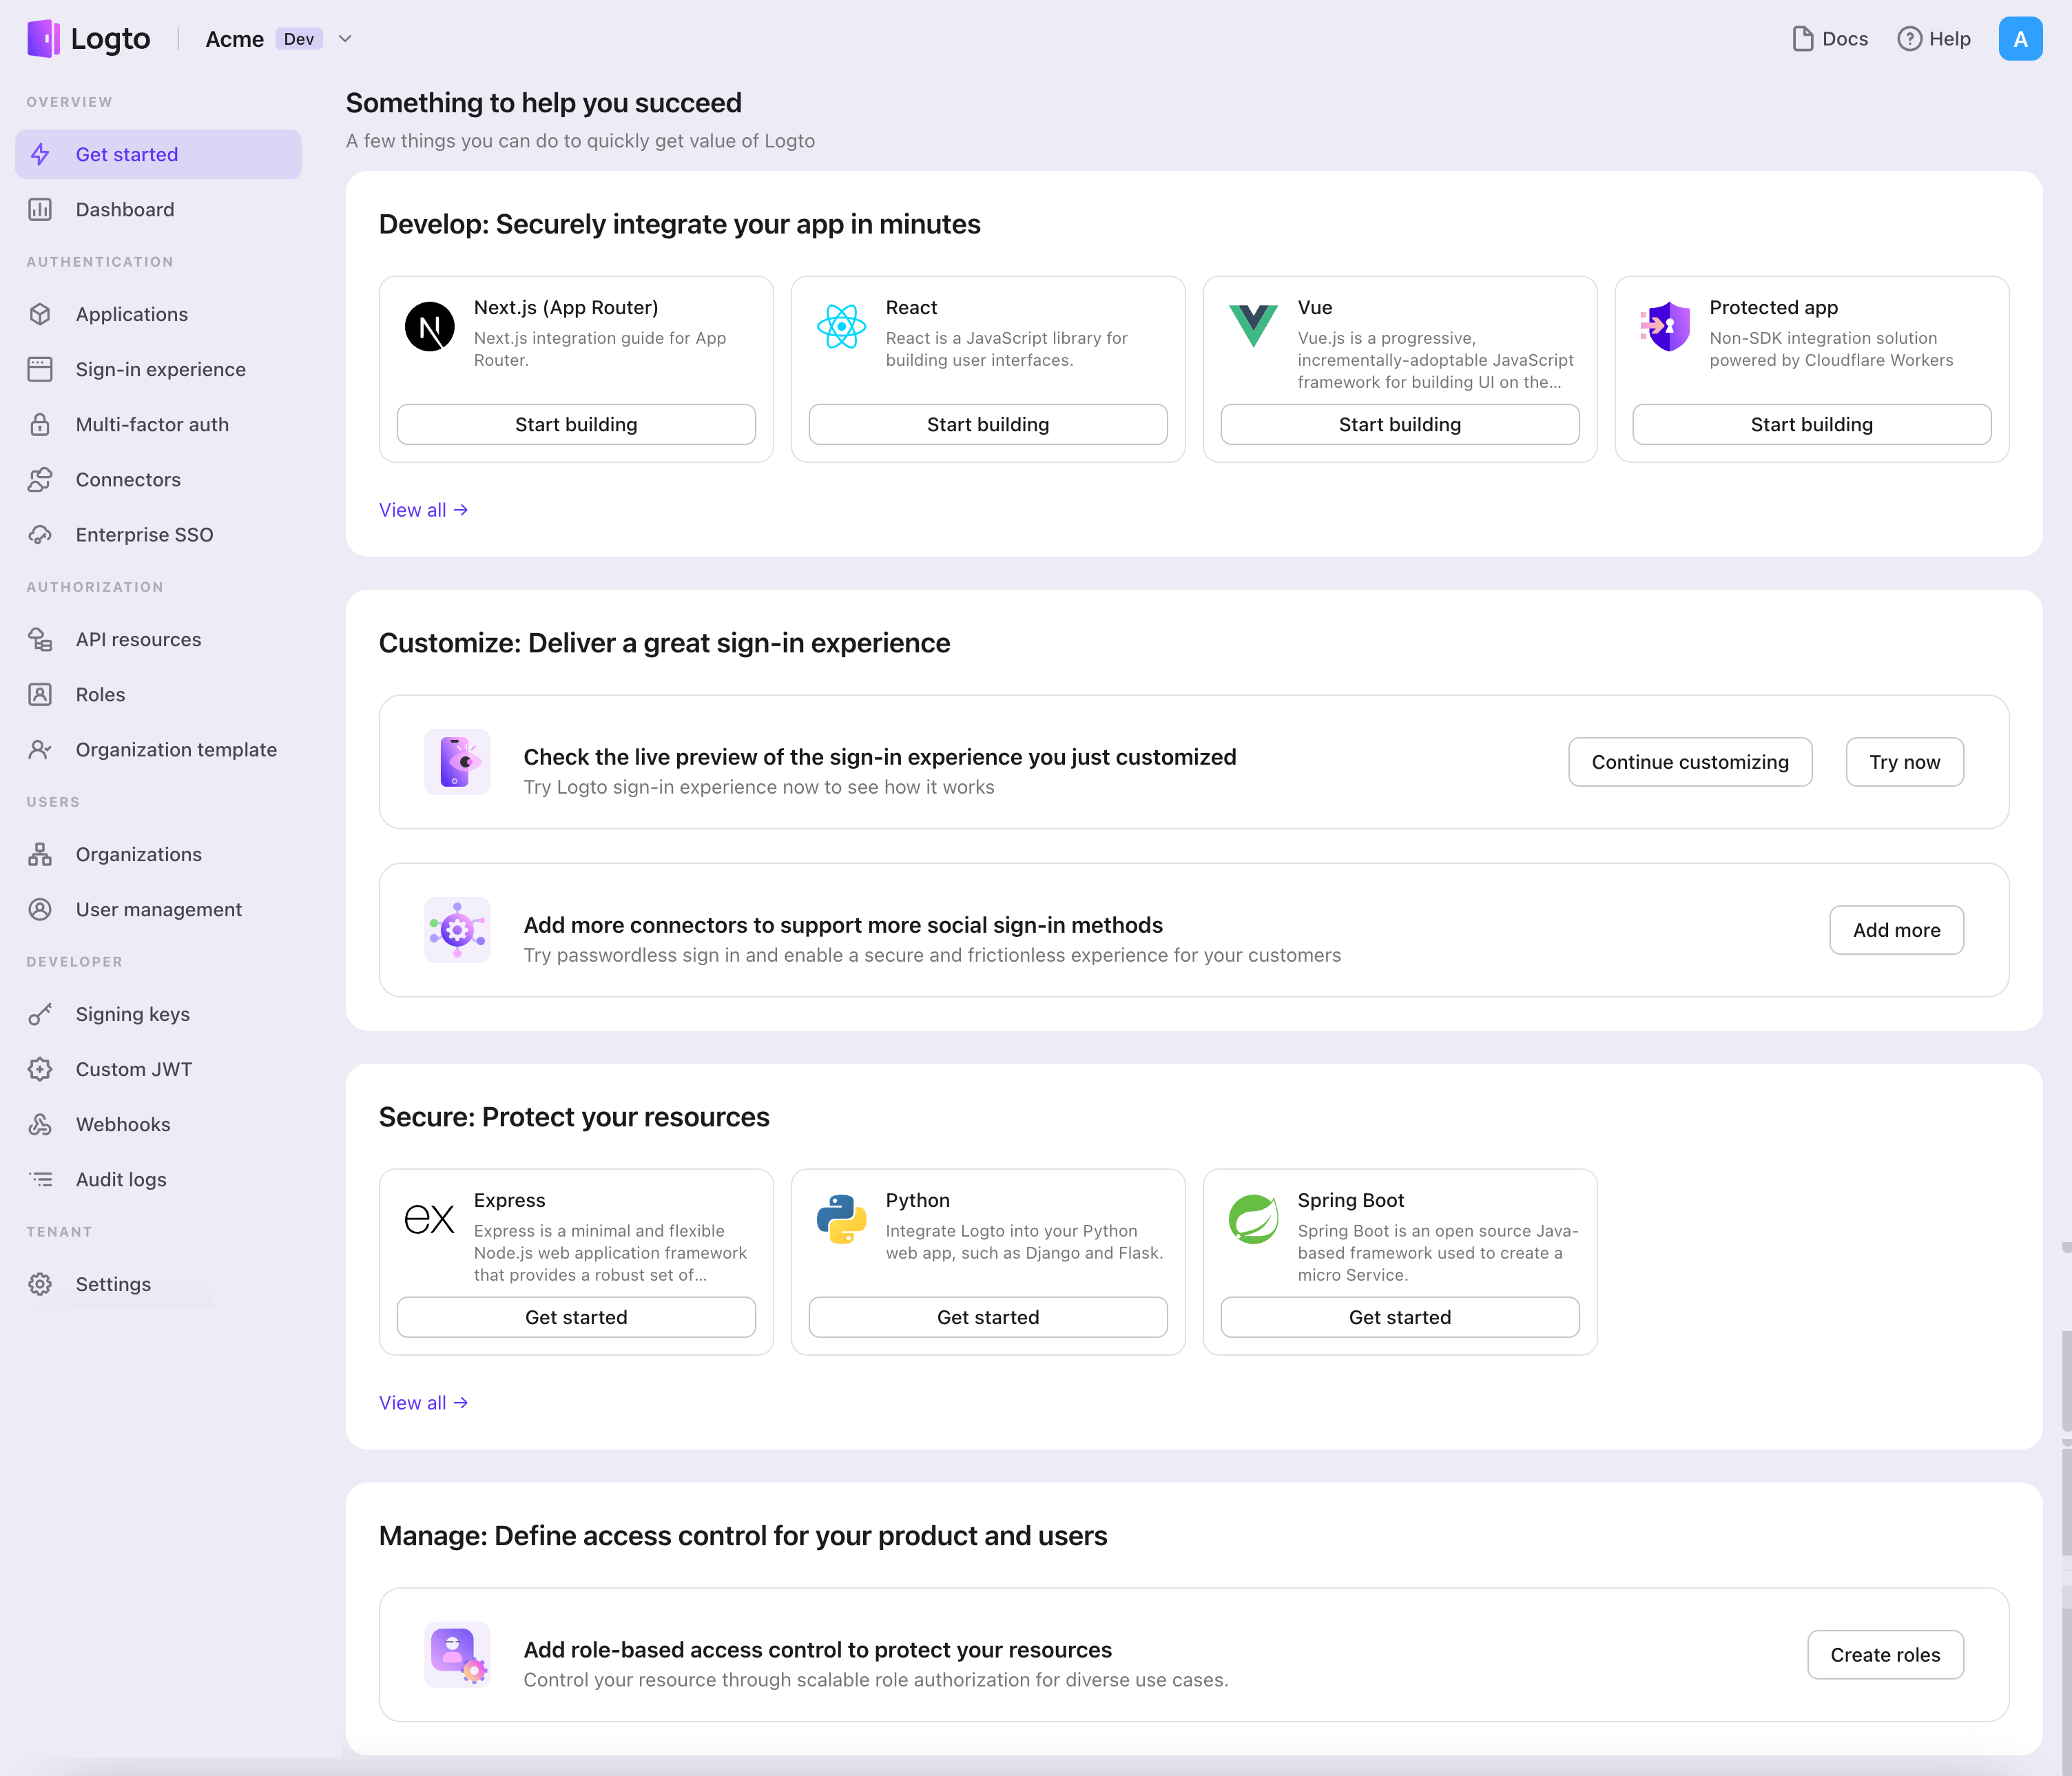 Logto
Acme Dev
Docs
Help
A
OVERVIEW
Get started
Dashboard
AUTHENTICATION
Applications
Sign-in experience
Multi-factor auth
Connectors
Enterprise SSO
AUTHORIZATION
API resources
Roles
Organization template
USERS
Organizations
User management
DEVELOPER
Signing keys
Custom JWT
Webhooks
Audit logs
TENANT
Settings
Something to help you succeed
A few things you can do to quickly get value of Logto
Develop: Securely integrate your app in minutes
N
Next.js (App Router)
Next.js integration guide for App
Router.
Start building
React
React is a JavaScript library for
building user interfaces.
Start building
Vue
Vue.js is a progressive,
incrementally-adoptable JavaScript
framework for building UI on the...
Start building
Protected app
Non-SDK integration solution
powered by Cloudflare Workers
Start building
View all →
Customize: Deliver a great sign-in experience
Check the live preview of the sign-in experience you just customized
Try Logto sign-in experience now to see how it works
Continue customizing
Try now
Add more connectors to support more social sign-in methods
Try passwordless sign in and enable a secure and frictionless experience for your customers
Add more
Secure: Protect your resources
ex
Express
Express is a minimal and flexible
Node.js web application framework
that provides a robust set of...
Get started
Python
Integrate Logto into your Python
web app, such as Django and Flask.
Get started
Spring Boot
Spring Boot is an open source Java-
based framework used to create a
micro Service.
Get started
View all →
Manage: Define access control for your product and users
Add role-based access control to protect your resources
Control your resource through scalable role authorization for diverse use cases.
Create roles